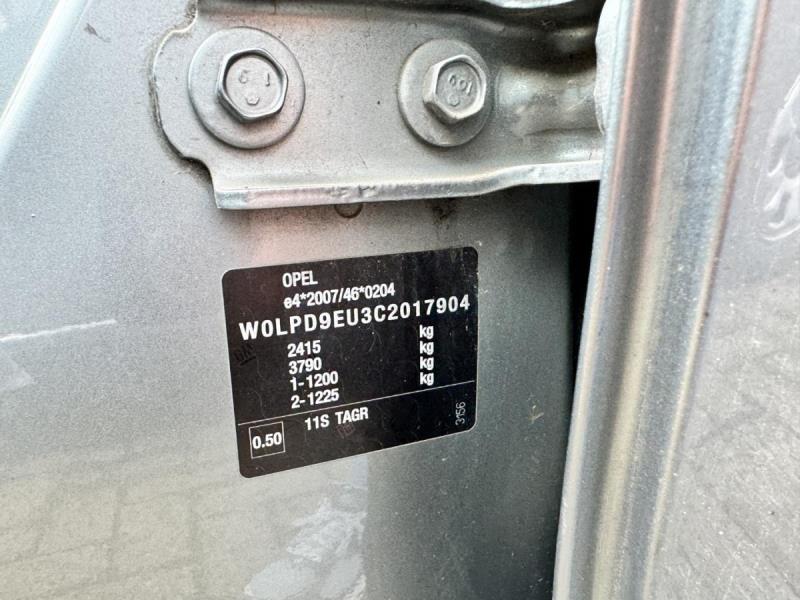 OPEL
e4*2007/46*0204
W0LPD9EU3C2017904
2415 kg
3790 kg
1-1200 kg
2-1225 kg
0.50 11S TAGR
3156